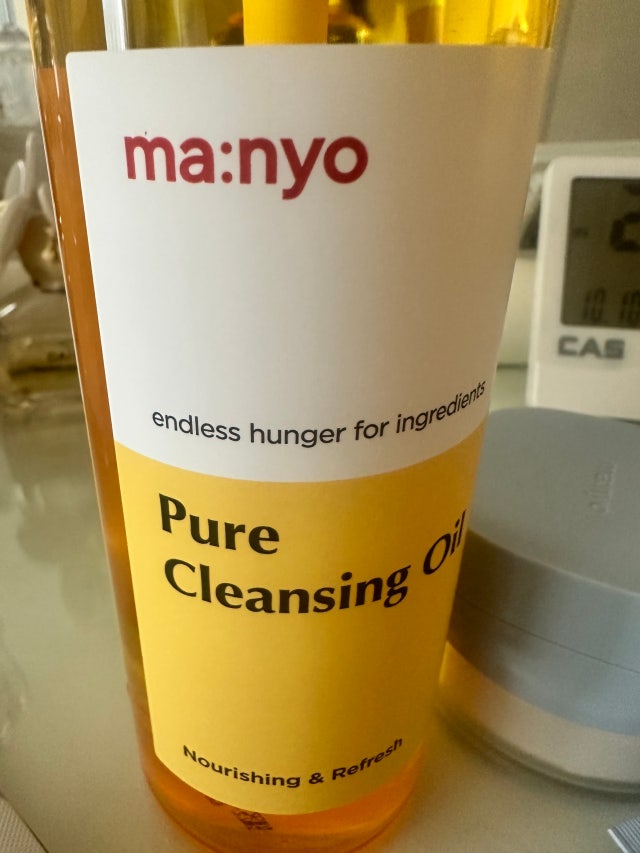 ma:nyo
endless hunger for ingredients
Pure
Cleansing Oil
Nourishing & Refresh
CAS